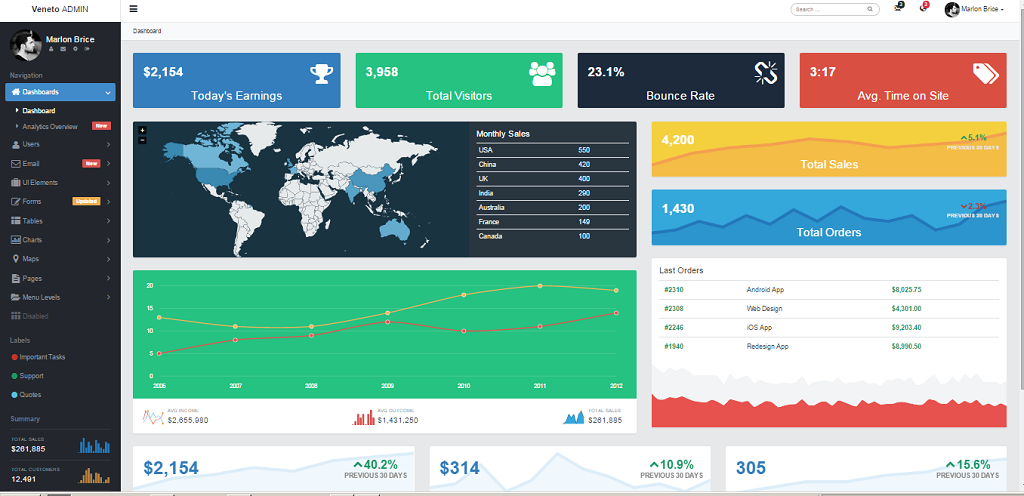 Veneto ADMIN
Search ...
3
3
Marlon Brice
Marlon Brice
Navigation
Dashboards
Dashboard
Analytics Overview New
Users
Email New
UI Elements
Forms Updated
Tables
Charts
Maps
Pages
Menu Levels
Disabled
Labels
Important Tasks
Support
Quotes
Summary
TOTAL SALES
$261,885
TOTAL CUSTOMERS
12,491
Dashboard
$2,154
Today's Earnings
3,958
Total Visitors
23.1%
Bounce Rate
3:17
Avg. Time on Site
+
-
Monthly Sales
USA 550
China 420
UK 400
India 290
Australia 200
France 149
Canada 100
4,200
5.1%
PREVIOUS 30 DAYS
Total Sales
1,430
2.3%
PREVIOUS 30 DAYS
Total Orders
20
15
10
5
0
2006 2007 2008 2009 2010 2011 2012
AVG INCOME
$2,655,980
AVG OUTCOME
$1,431,250
TOTAL SALES
$261,885
Last Orders
#2310 Android App $8,025.75
#2308 Web Design $4,301.00
#2246 iOS App $9,203.40
#1940 Redesign App $8,990.50
$2,154
40.2%
PREVIOUS 30 DAYS
$314
10.9%
PREVIOUS 30 DAYS
305
15.6%
PREVIOUS 30 DAYS